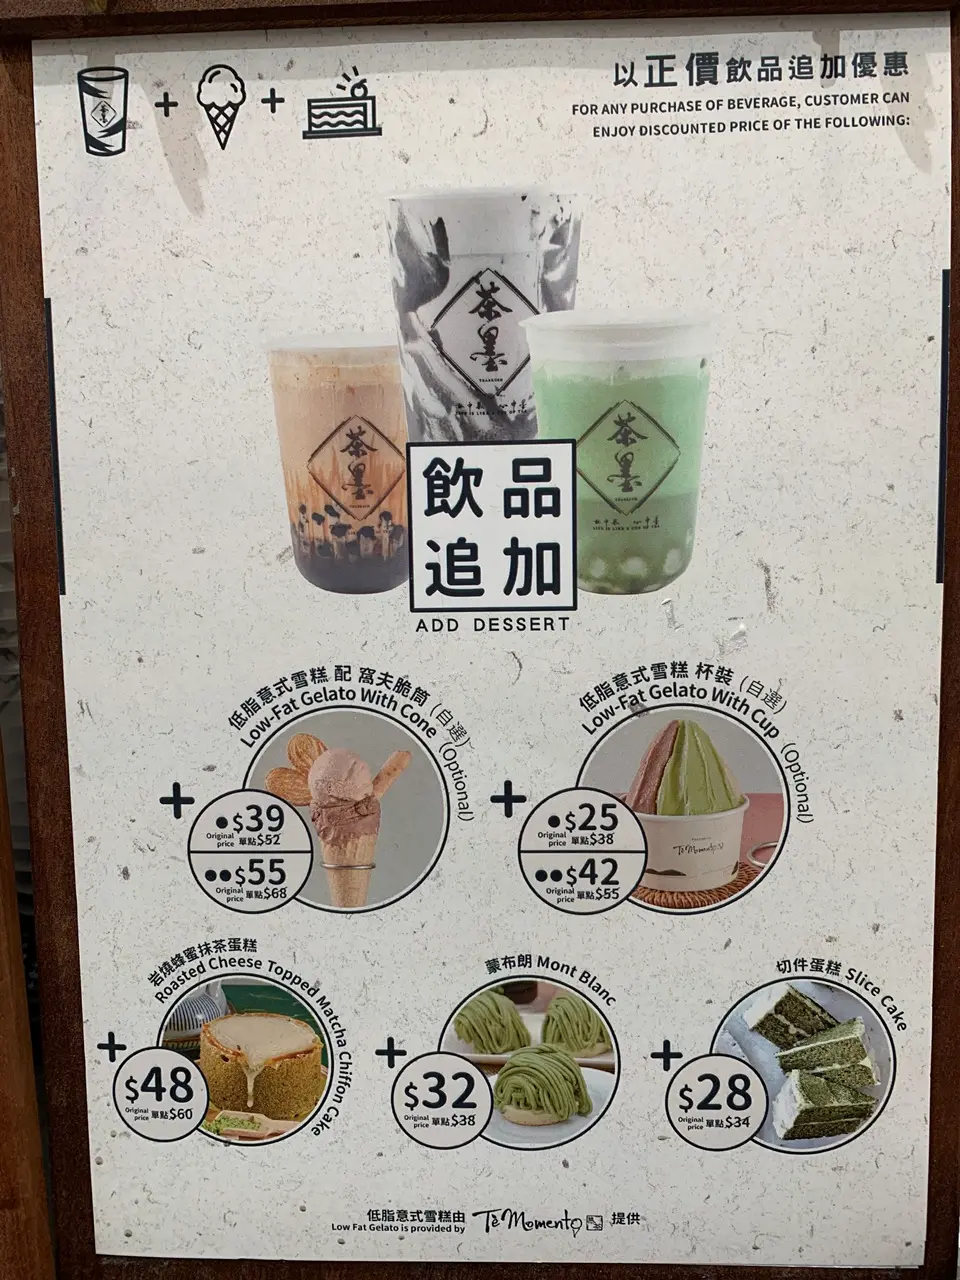 茶墨
以正價飲品追加優惠
FOR ANY PURCHASE OF BEVERAGE, CUSTOMER CAN
ENJOY DISCOUNTED PRICE OF THE FOLLOWING:
茶墨
茶墨
茶墨
飲品
追加
ADD DESSERT
低脂意式雪糕 配 窩夫脆筒 (自選)
Low-Fat Gelato With Cone (Optional)
+
●$39
Original price 單點$52
●●$55
Original price 單點$68
低脂意式雪糕 杯裝 (自選)
Low-Fat Gelato With Cup (Optional)
+
●$25
Original price 單點$38
●●$42
Original price 單點$55
TèMomento
岩燒蜂蜜抹茶蛋糕
Roasted Cheese Topped Matcha Chiffon Cake
+
$48
Original price 單點$60
蒙布朗 Mont Blanc
+
$32
Original price 單點$38
切件蛋糕 Slice Cake
+
$28
Original price 單點$34
低脂意式雪糕由 TèMomento 提供
Low Fat Gelato is provided by